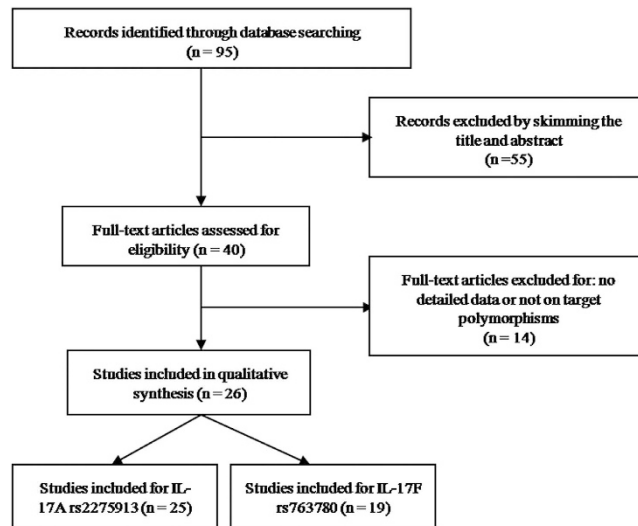 Records identified through database searching
(n = 95)
Records excluded by skimming the
title and abstract
(n =55)
Full-text articles assessed for
eligibility (n = 40)
Full-text articles excluded for: no
detailed data or not on target
polymorphisms
(n = 14)
Studies included in qualitative
synthesis (n = 26)
Studies included for IL-
17A rs2275913 (n = 25)
Studies included for IL-17F
rs763780 (n = 19)